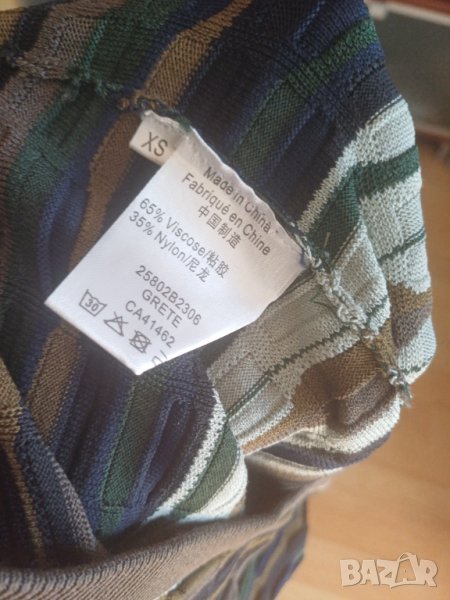 XS
Made in China
Fabriqué en Chine
中国制造
65% Viscose/粘胶
35% Nylon/尼龙
25802B2306
GRETE
CA41462
30
BAZAR.bg